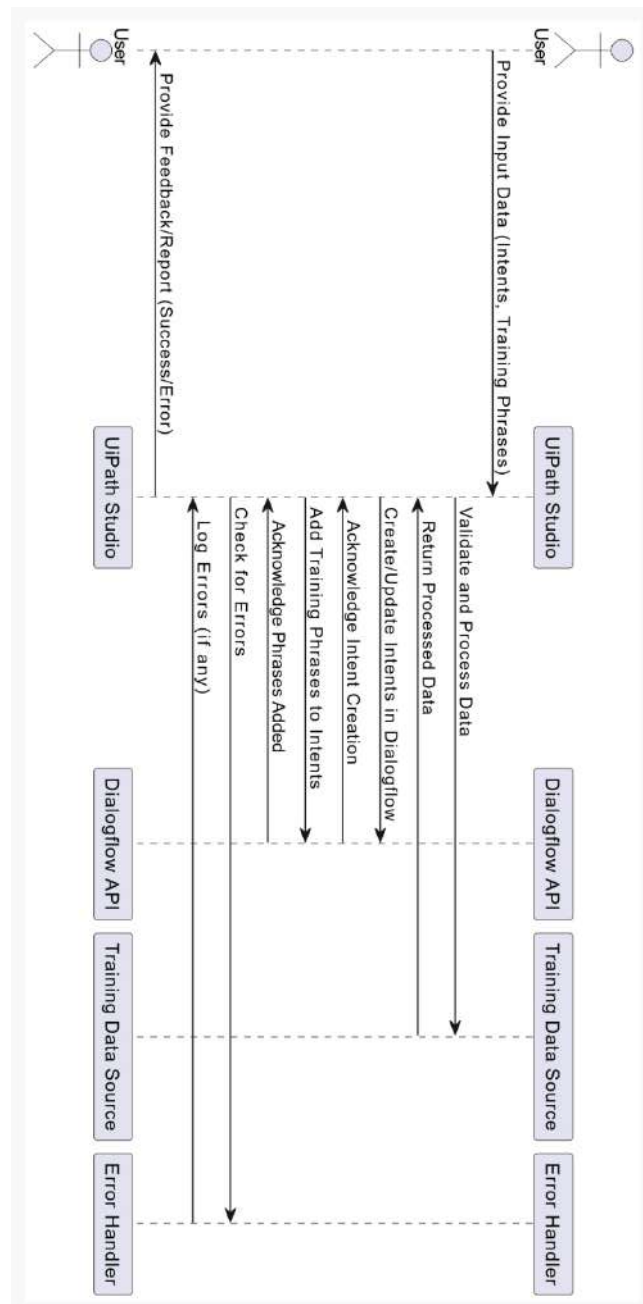 User
UiPath Studio
Dialogflow API
Training Data Source
Error Handler
Provide Input Data (Intents, Training Phrases)
Validate and Process Data
Return Processed Data
Create/Update Intents in Dialogflow
Acknowledge Intent Creation
Add Training Phrases to Intents
Acknowledge Phrases Added
Check for Errors
Log Errors (if any)
Provide Feedback/Report (Success/Error)
User
UiPath Studio
Dialogflow API
Training Data Source
Error Handler